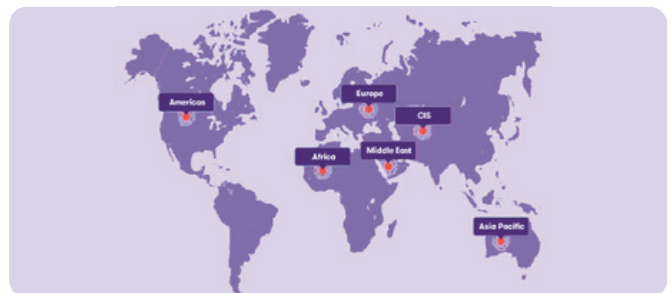 Europe
Americas
CIS
Middle East
Africa
Asia Pacific